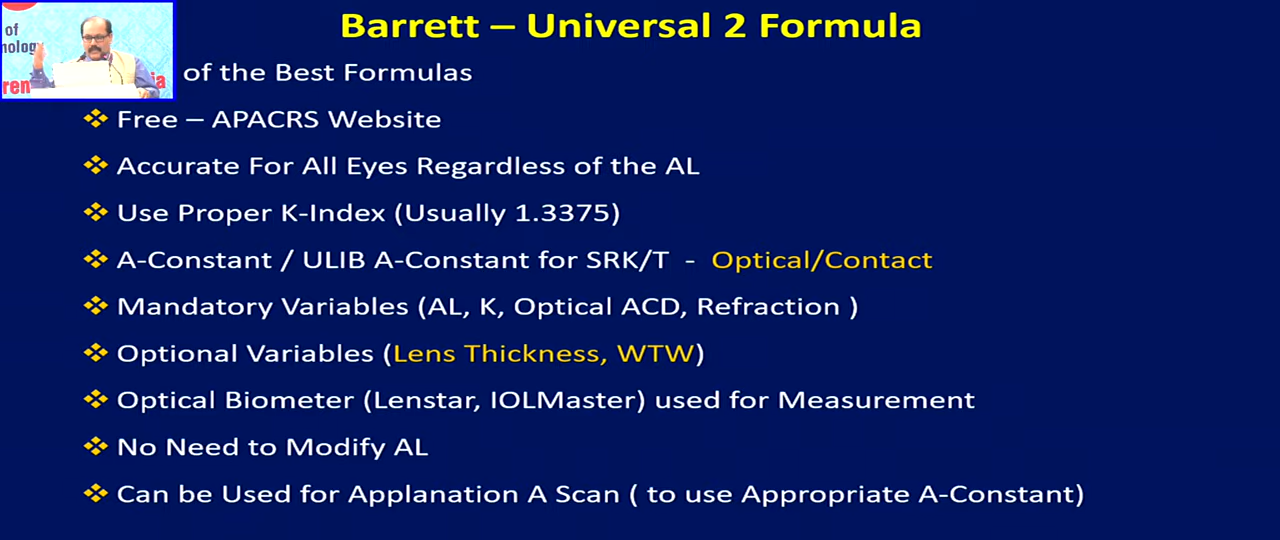 Barrett – Universal 2 Formula
of the Best Formulas
Free – APACRS Website
Accurate For All Eyes Regardless of the AL
Use Proper K-Index (Usually 1.3375)
A-Constant / ULIB A-Constant for SRK/T - Optical/Contact
Mandatory Variables (AL, K, Optical ACD, Refraction )
Optional Variables (Lens Thickness, WTW)
Optical Biometer (Lenstar, IOLMaster) used for Measurement
No Need to Modify AL
Can be Used for Applanation A Scan ( to use Appropriate A-Constant)
of